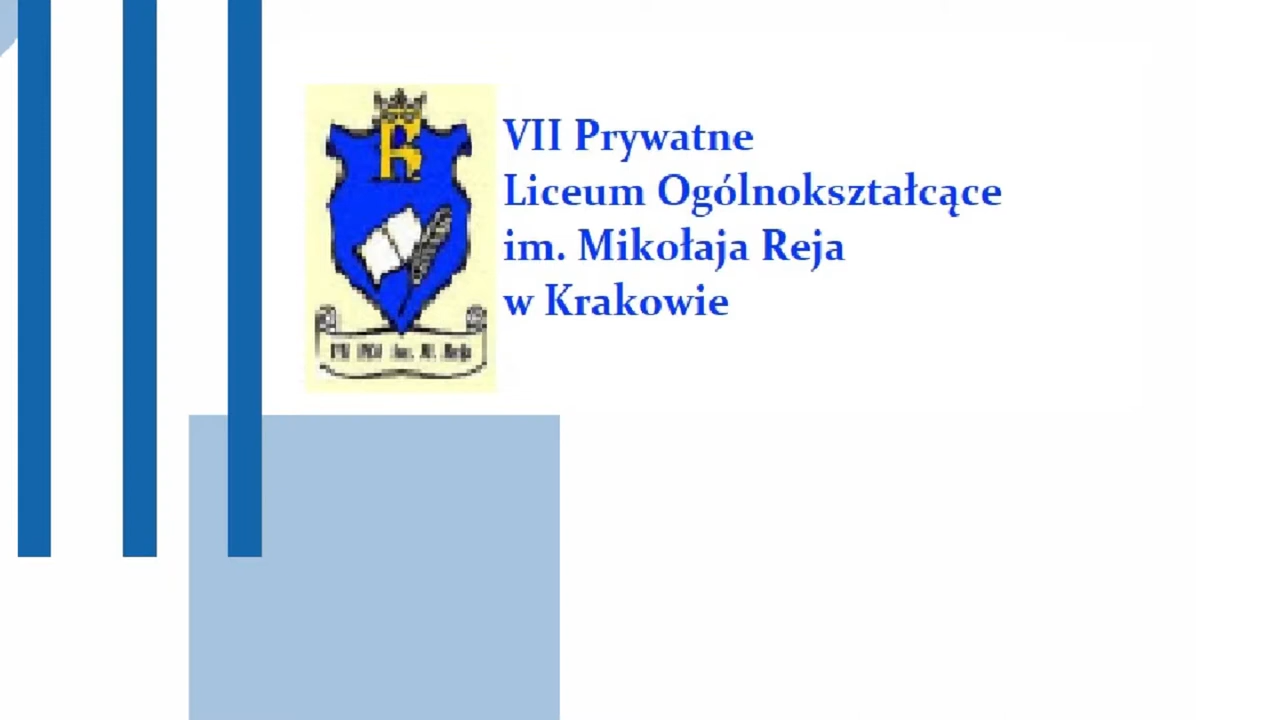 VII Prywatne
Liceum Ogólnokształcące
im. Mikołaja Reja
w Krakowie